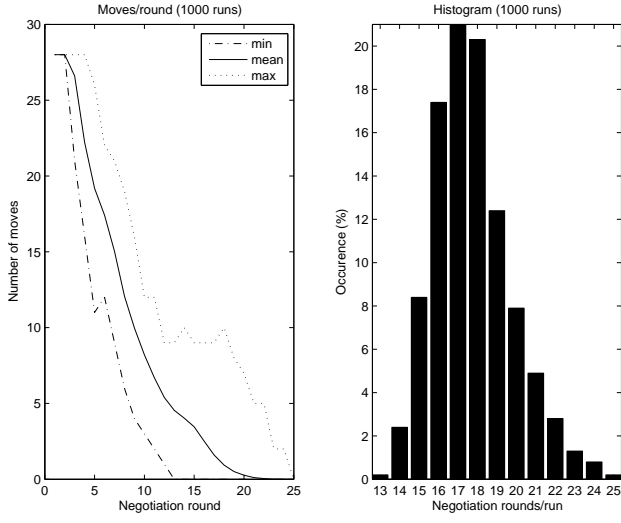 Moves/round (1000 runs)
30
25
20
15
10
5
0
Number of moves
min
mean
max
0 5 10 15 20 25
Negotiation round
Histogram (1000 runs)
20
18
16
14
12
10
8
6
4
2
0
Occurence (%)
13 14 15 16 17 18 19 20 21 22 23 24 25
Negotiation rounds/run